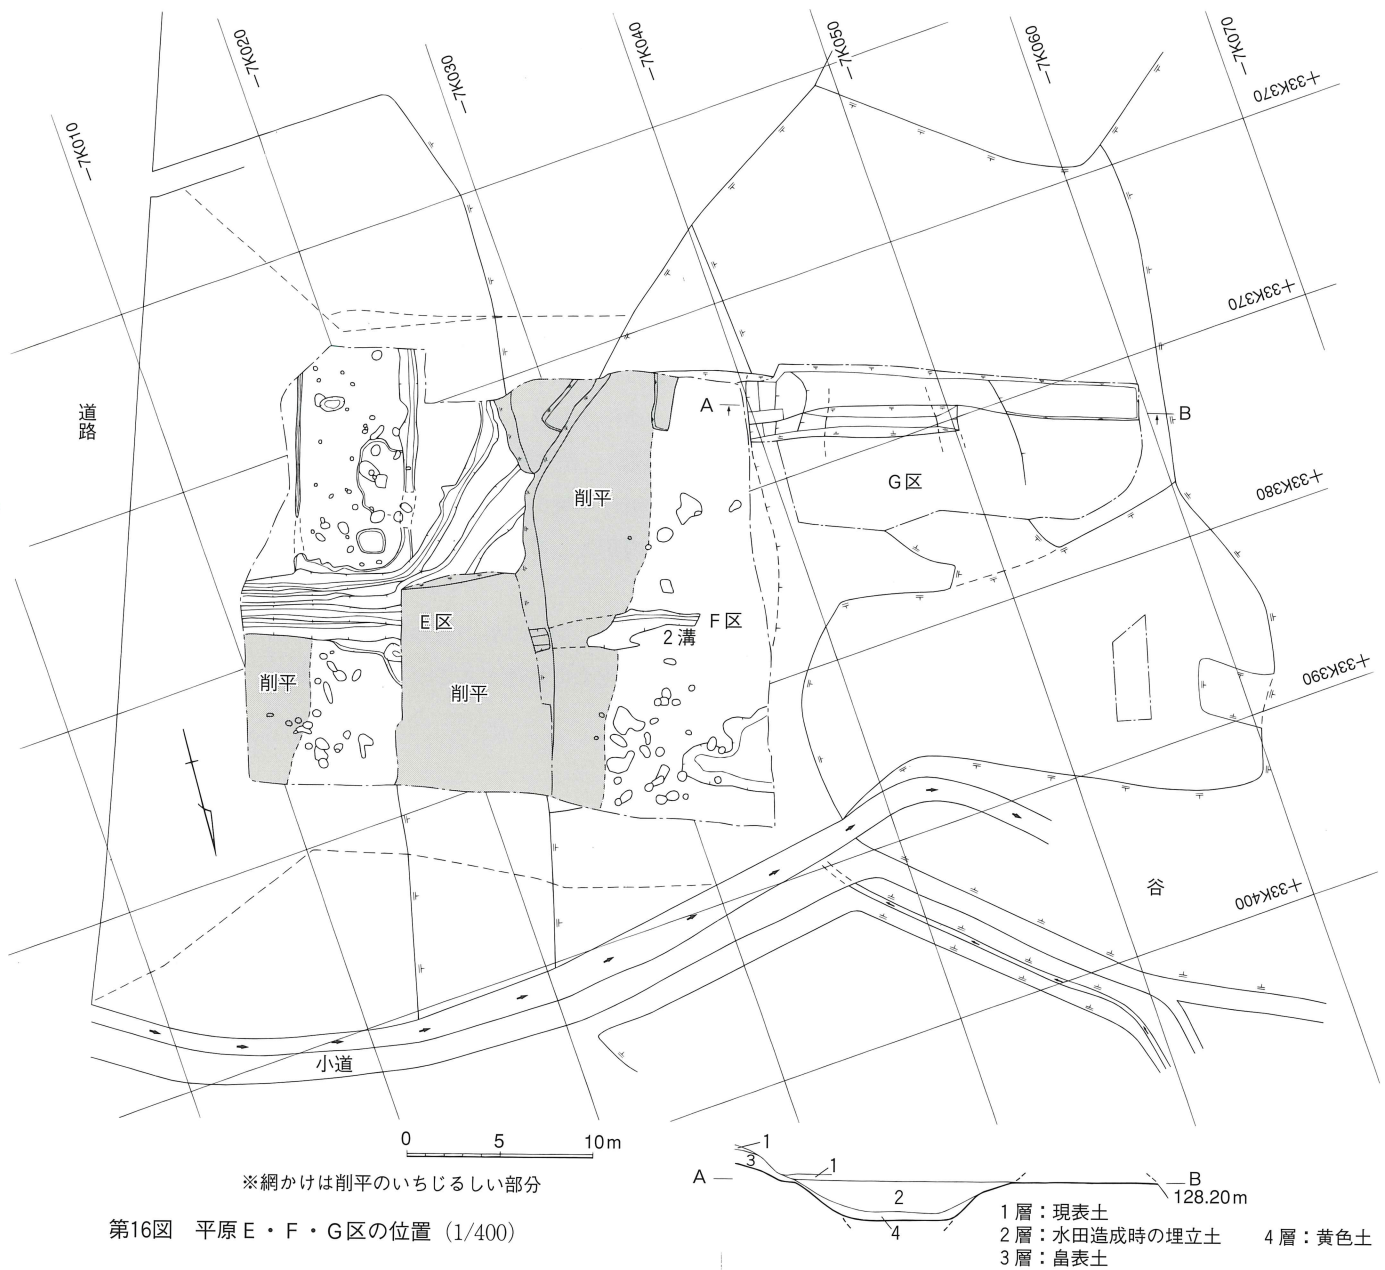 －7K010
－7K020
－7K030
－7K040
－7K050
－7K060
－7K070
＋33K370
＋33K370
＋33K380
＋33K390
＋33K400
道路
A
B
G区
削平
E区
F区
2溝
削平
削平
谷
小道
0 5 10m
※網かけは削平のいちじるしい部分
第16図 平原E・F・G区の位置（1/400）
1
3
1
A
B
2
128.20m
4
1層：現表土
2層：水田造成時の埋立土 4層：黄色土
3層：畠表土